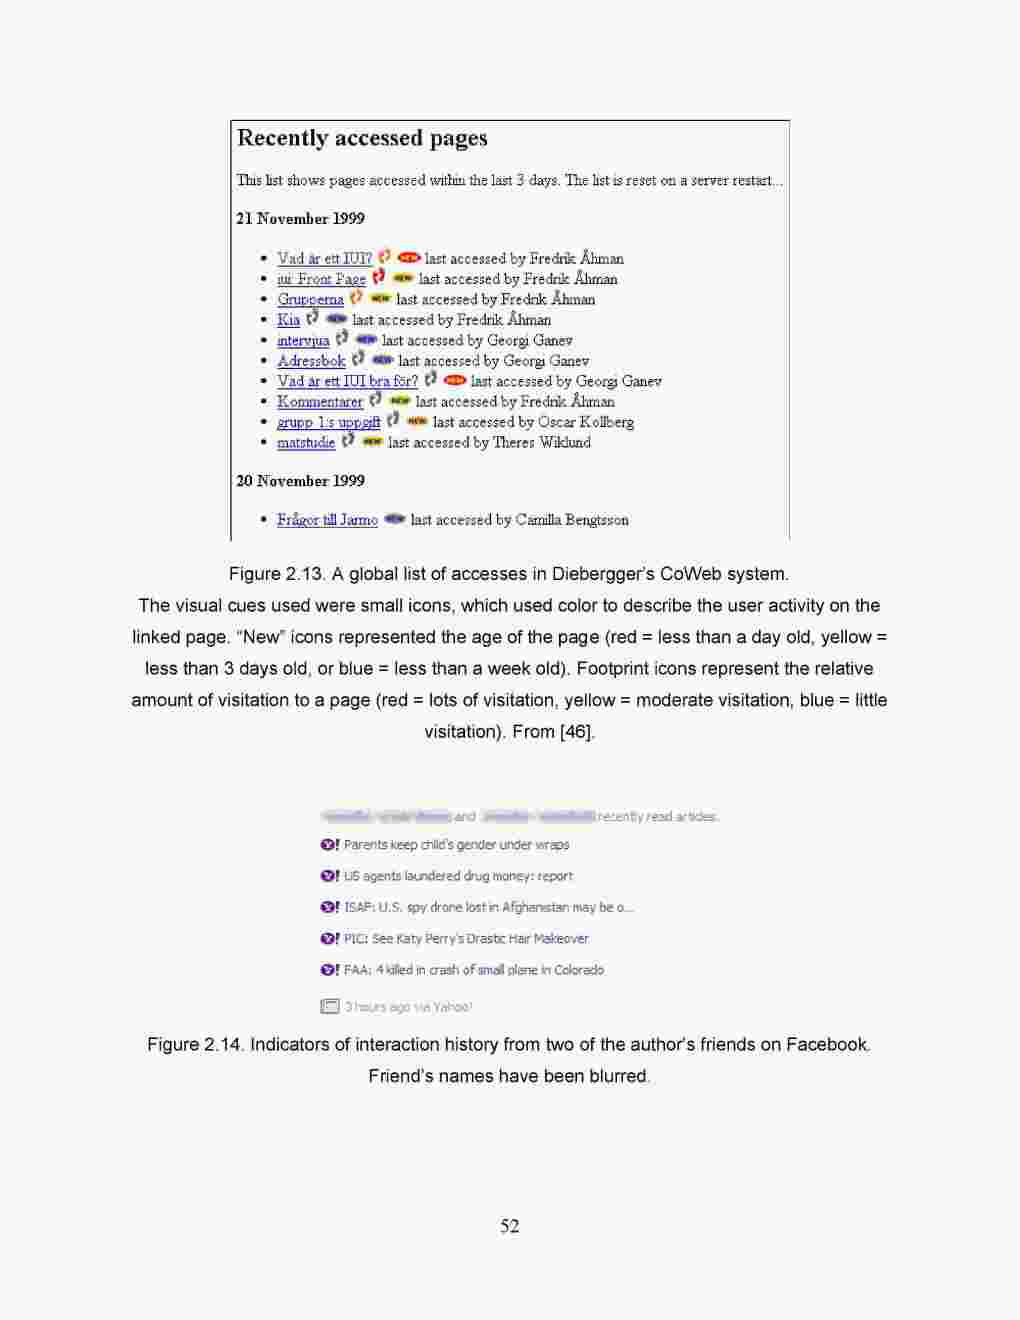 Recently accessed pages
This list shows pages accessed within the last 3 days. The list is reset on a server restart...
21 November 1999
Vad är ett IUI? NEW last accessed by Fredrik Åhman
iui: Front Page NEW last accessed by Fredrik Åhman
Grupperna NEW last accessed by Fredrik Åhman
Kia NEW last accessed by Fredrik Åhman
intervjua NEW last accessed by Georgi Ganev
Adressbok NEW last accessed by Georgi Ganev
Vad är ett IUI bra för? NEW last accessed by Georgi Ganev
Kommentarer NEW last accessed by Fredrik Åhman
grupp 1:s uppgift NEW last accessed by Oscar Kollberg
matstudie NEW last accessed by Theres Wiklund
20 November 1999
Frågor till Jarmo NEW last accessed by Camilla Bengtsson
Figure 2.13. A global list of accesses in Diebergger's CoWeb system.
The visual cues used were small icons, which used color to describe the user activity on the
linked page. “New” icons represented the age of the page (red = less than a day old, yellow =
less than 3 days old, or blue = less than a week old). Footprint icons represent the relative
amount of visitation to a page (red = lots of visitation, yellow = moderate visitation, blue = little
visitation). From [46].
and recently read articles.
Y! Parents keep child's gender under wraps
Y! US agents laundered drug money: report
Y! ISAF: U.S. spy drone lost in Afghanistan may be o...
Y! PIC: See Katy Perry's Drastic Hair Makeover
Y! FAA: 4 killed in crash of small plane in Colorado
3 hours ago via Yahoo!
Figure 2.14. Indicators of interaction history from two of the author's friends on Facebook.
Friend's names have been blurred.
52